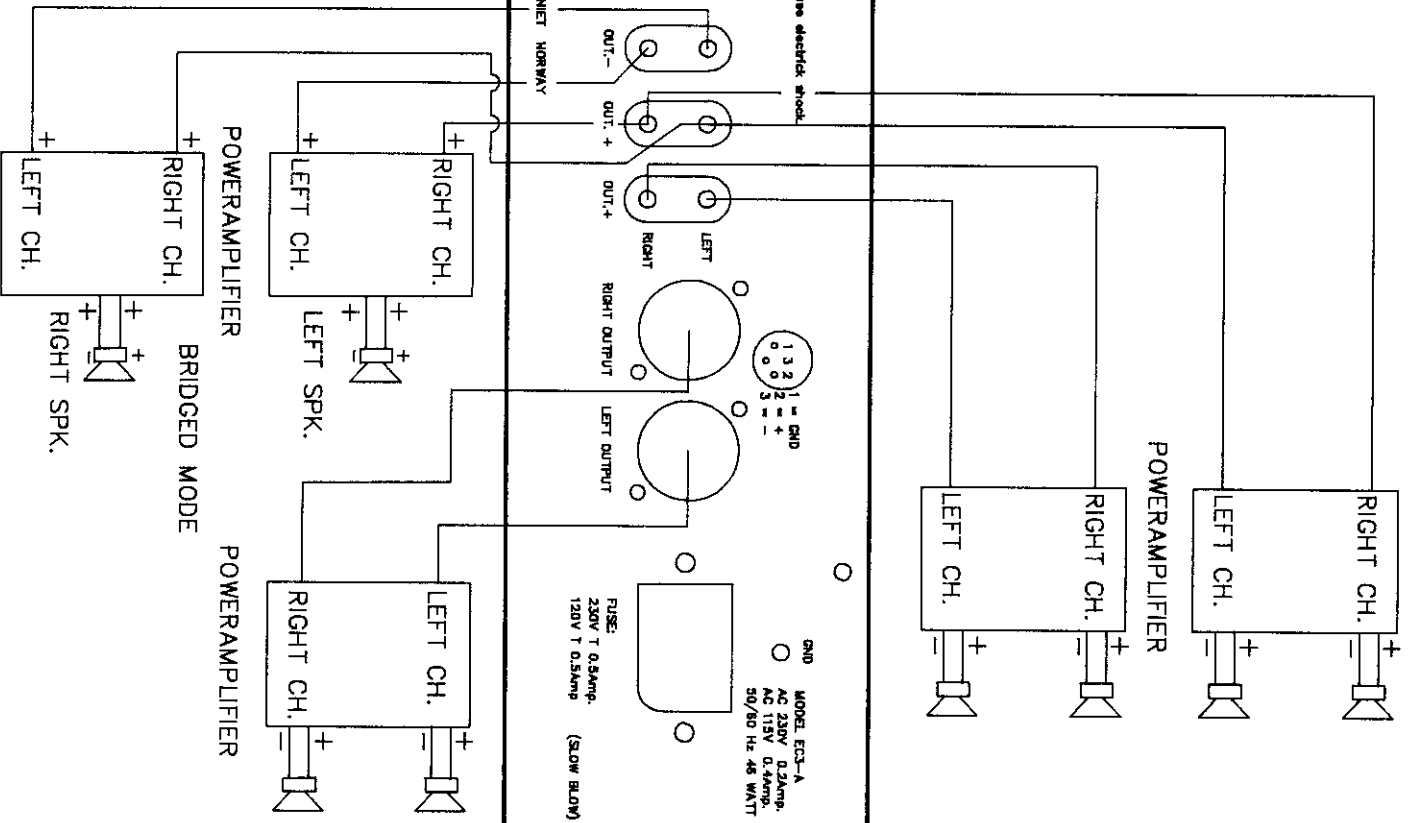 NIET NORWAY
use electrick shock.
OUT.-
OUT. +
OUT.+
LEFT
RIGHT
RIGHT OUTPUT
LEFT OUTPUT
1 3 2
1 = GND
2 = +
3 = -
GND
MODEL EC3-A
AC 230V 0.2Amp.
AC 115V 0.4Amp.
50/60 Hz 46 WATT
FUSE:
230V T 0.5Amp.
120V T 0.5Amp (SLOW BLOW)
POWERAMPLIFIER
RIGHT CH.
LEFT CH.
+
-
+
-
RIGHT CH.
LEFT CH.
+
-
+
-
POWERAMPLIFIER
+
RIGHT CH.
+
LEFT CH.
+
+
+
-
LEFT SPK.
+
RIGHT CH.
+
LEFT CH.
+
+
+
-
RIGHT SPK.
BRIDGED MODE
POWERAMPLIFIER
LEFT CH.
RIGHT CH.
+
-
+
-